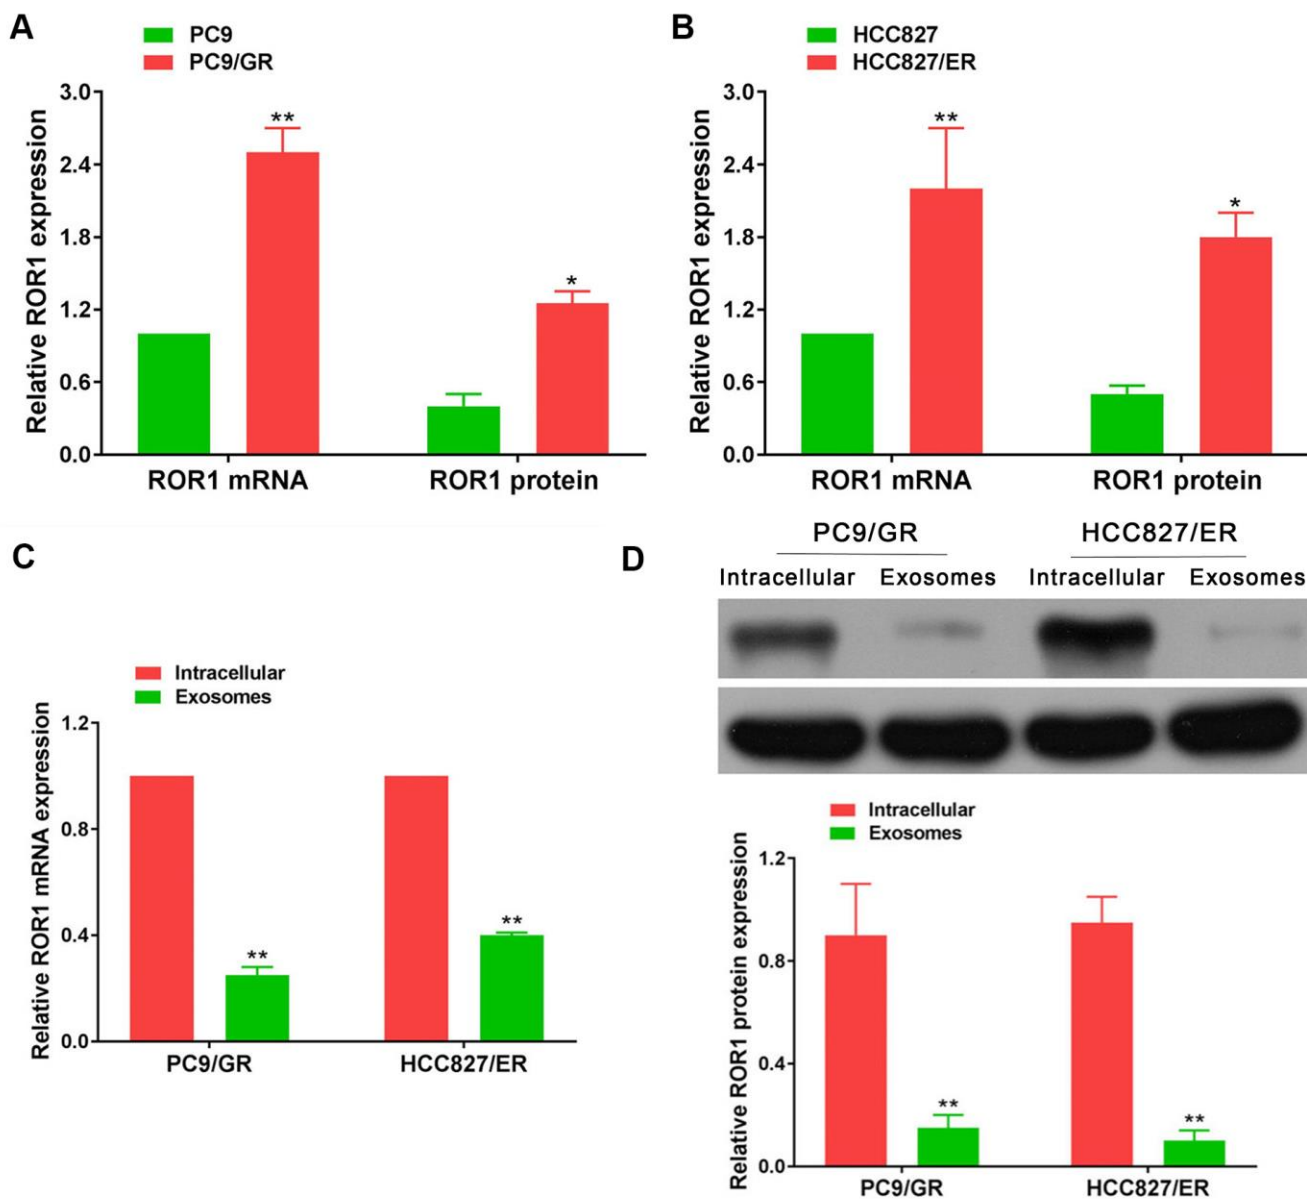 A
PC9
PC9/GR
Relative ROR1 expression
3.0
2.4
1.8
1.2
0.6
0.0
**
*
ROR1 mRNA
ROR1 protein
B
HCC827
HCC827/ER
Relative ROR1 expression
3.0
2.4
1.8
1.2
0.6
0.0
**
*
ROR1 mRNA
ROR1 protein
C
Intracellular
Exosomes
Relative ROR1 mRNA expression
1.2
0.8
0.4
0.0
**
**
PC9/GR
HCC827/ER
D
PC9/GR
HCC827/ER
Intracellular Exosomes Intracellular Exosomes
Intracellular
Exosomes
Relative ROR1 protein expression
1.2
0.8
0.4
0.0
**
**
PC9/GR
HCC827/ER